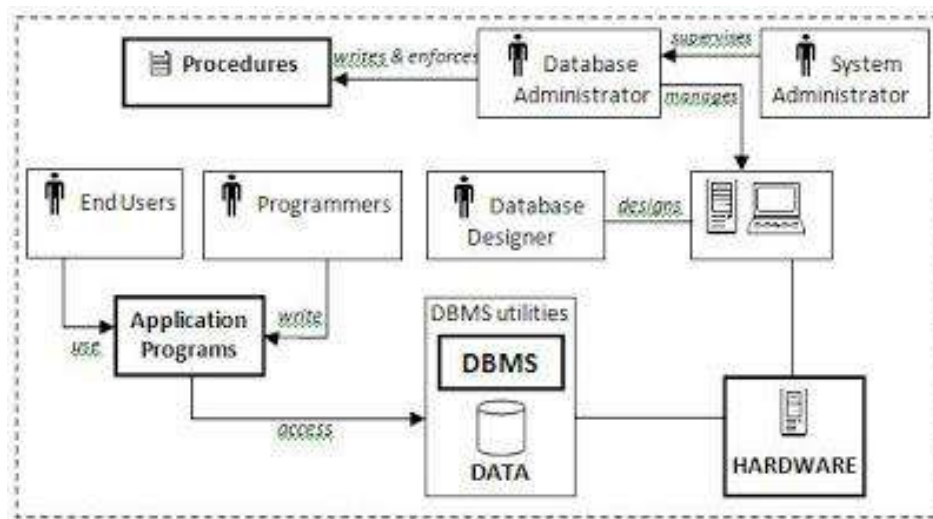 Procedures
writes & enforces
Database
Administrator
supervises
manages
System
Administrator
End Users
Programmers
Database
Designer
designs
Application
Programs
use
write
access
DBMS utilities
DBMS
DATA
HARDWARE